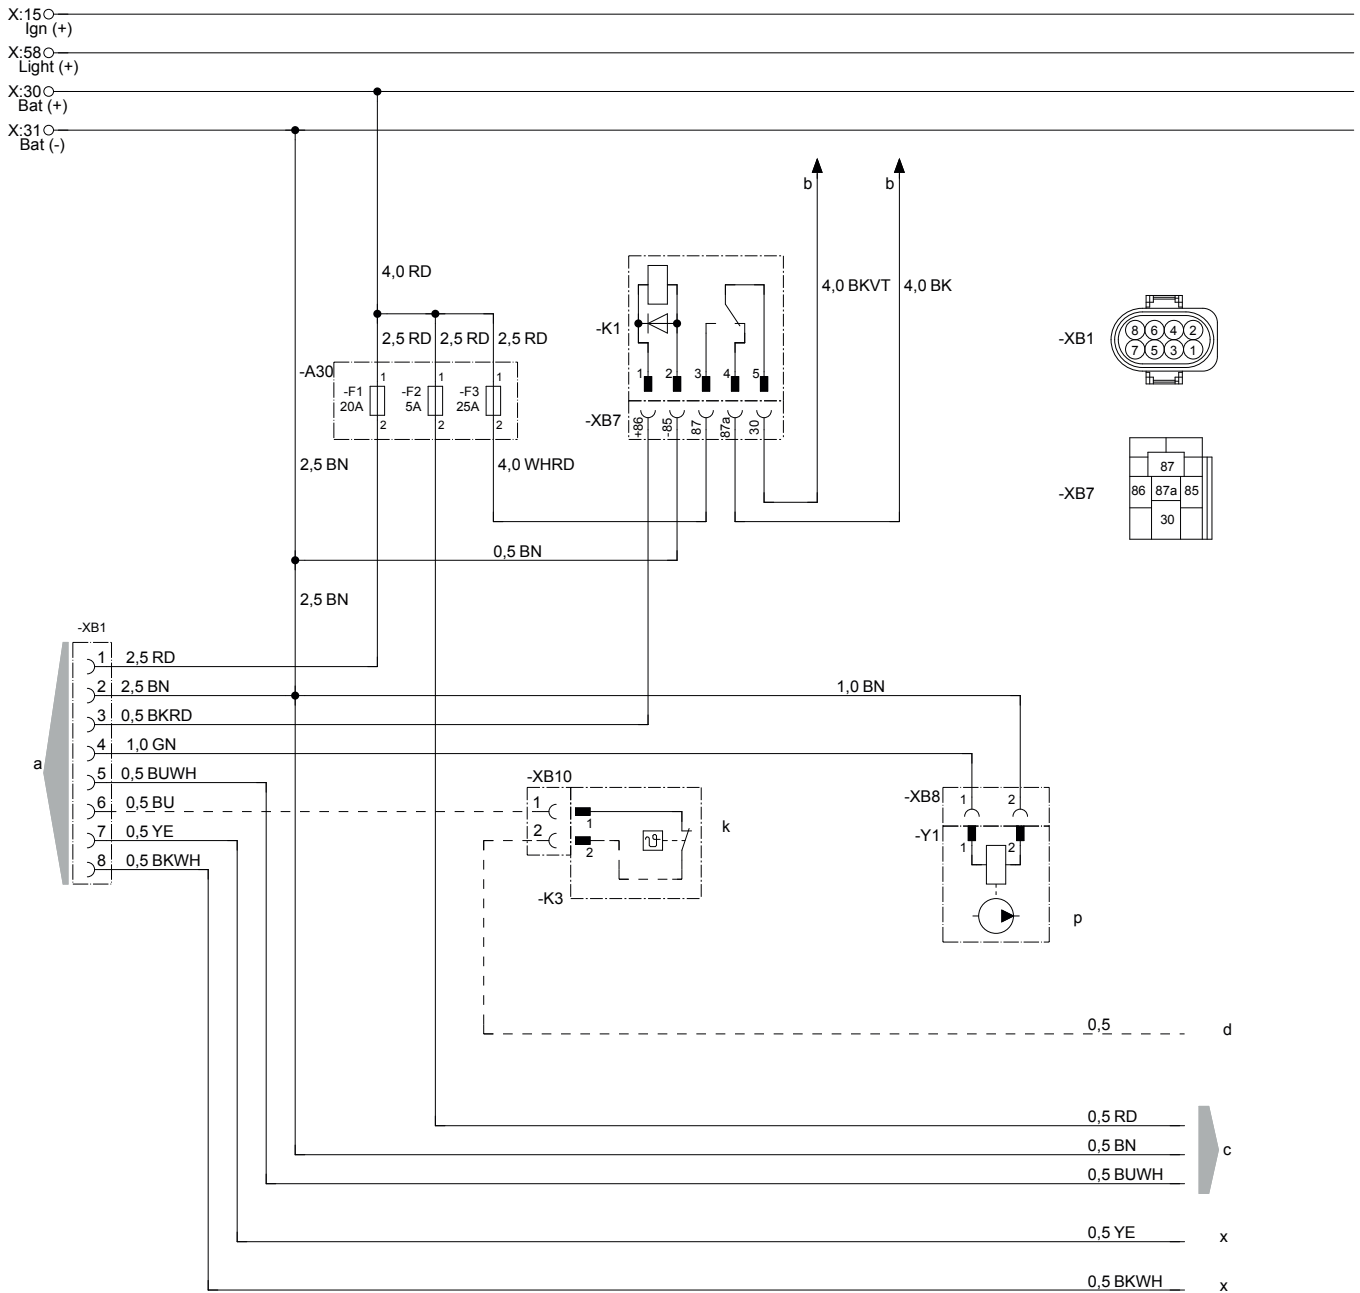 X:15
Ign (+)
X:58
Light (+)
X:30
Bat (+)
X:31
Bat (-)
b
b
4,0 RD
4,0 BKVT
4,0 BK
-K1
2,5 RD
2,5 RD
2,5 RD
-XB1
8 6 4 2
7 5 3 1
-A30
1 1 1
1 2 3 4 5
-F1
20A
-F2
5A
-F3
25A
2 2 2
-XB7
+86
-85
87
87a
30
2,5 BN
4,0 WHRD
-XB7
87
86 87a 85
30
0,5 BN
2,5 BN
-XB1
1 2,5 RD
2 2,5 BN
1,0 BN
3 0,5 BKRD
4 1,0 GN
a
5 0,5 BUWH
6 0,5 BU
7 0,5 YE
8 0,5 BKWH
-XB10
1
1
2
2
ϑ
k
-K3
-XB8
1 2
-Y1
1 2
p
0,5
d
0,5 RD
0,5 BN
c
0,5 BUWH
0,5 YE
x
0,5 BKWH
x